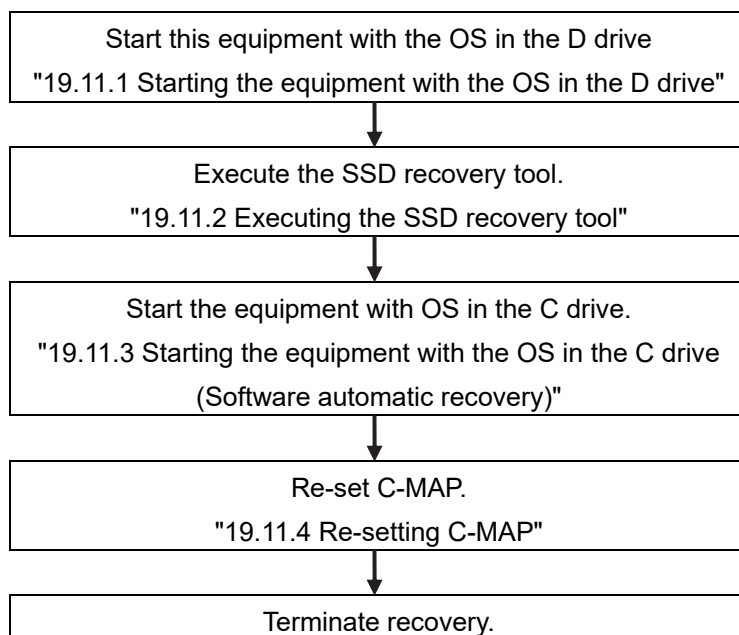 Start this equipment with the OS in the D drive
"19.11.1 Starting the equipment with the OS in the D drive"
Execute the SSD recovery tool.
"19.11.2 Executing the SSD recovery tool"
Start the equipment with OS in the C drive.
"19.11.3 Starting the equipment with the OS in the C drive
(Software automatic recovery)"
Re-set C-MAP.
"19.11.4 Re-setting C-MAP"
Terminate recovery.